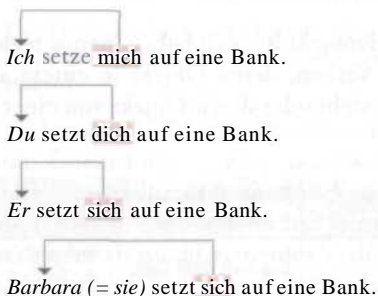 Ich setze mich auf eine Bank.
Du setzt dich auf eine Bank.
Er setzt sich auf eine Bank.
Barbara (= sie) setzt sich auf eine Bank.